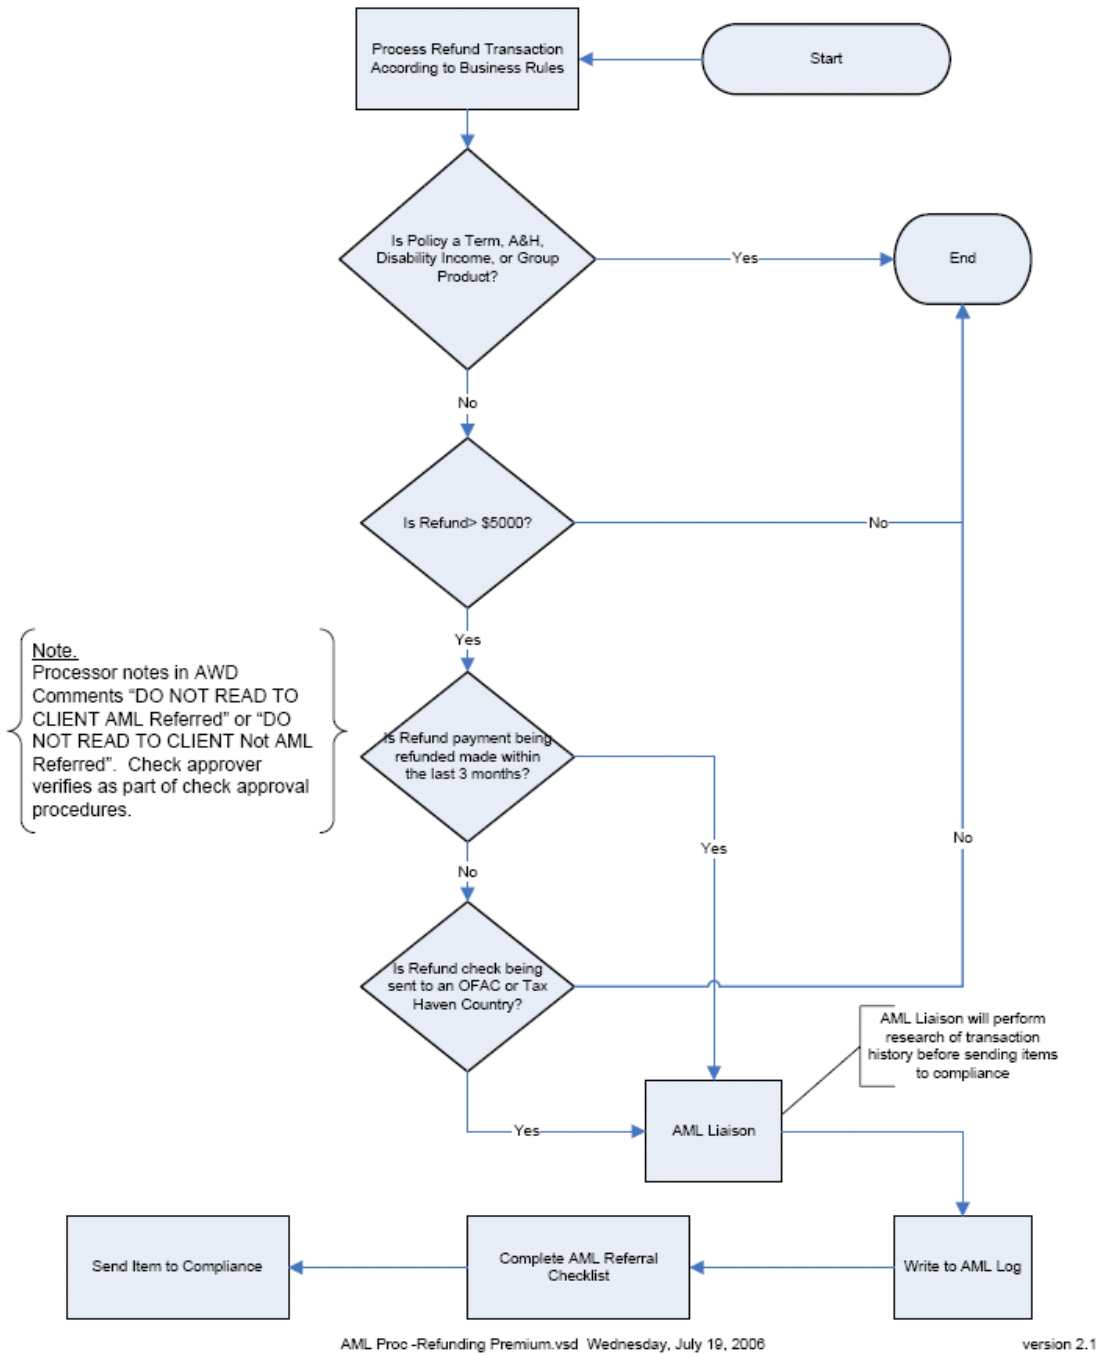 Process Refund Transaction
According to Business Rules
Start
Is Policy a Term, A&H,
Disability Income, or Group
Product?
Yes
End
No
Is Refund> $5000?
No
Yes
Note.
Processor notes in AWD
Comments “DO NOT READ TO
CLIENT AML Referred” or “DO
NOT READ TO CLIENT Not AML
Referred”.  Check approver
verifies as part of check approval
procedures.
Is Refund payment being
refunded made within
the last 3 months?
Yes
No
No
Is Refund check being
sent to an OFAC or Tax
Haven Country?
AML Liaison will perform
research of transaction
history before sending items
to compliance
Yes
AML Liaison
Send Item to Compliance
Complete AML Referral
Checklist
Write to AML Log
AML Proc -Refunding Premium.vsd  Wednesday, July 19, 2006
version 2.1